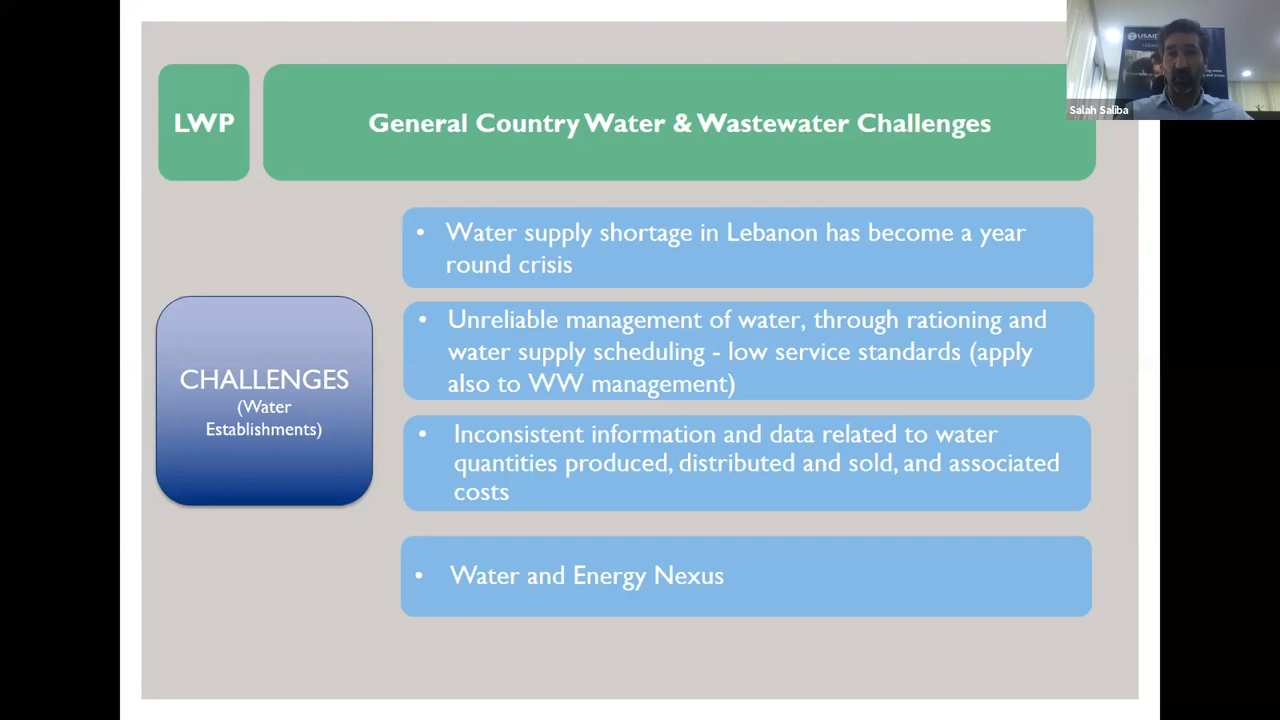 LWP
General Country Water & Wastewater Challenges
USAID
Salah Saliba
• Water supply shortage in Lebanon has become a year
round crisis
• Unreliable management of water, through rationing and
water supply scheduling - low service standards (apply
also to WW management)
CHALLENGES
(Water
Establishments)
• Inconsistent information and data related to water
quantities produced, distributed and sold, and associated
costs
• Water and Energy Nexus